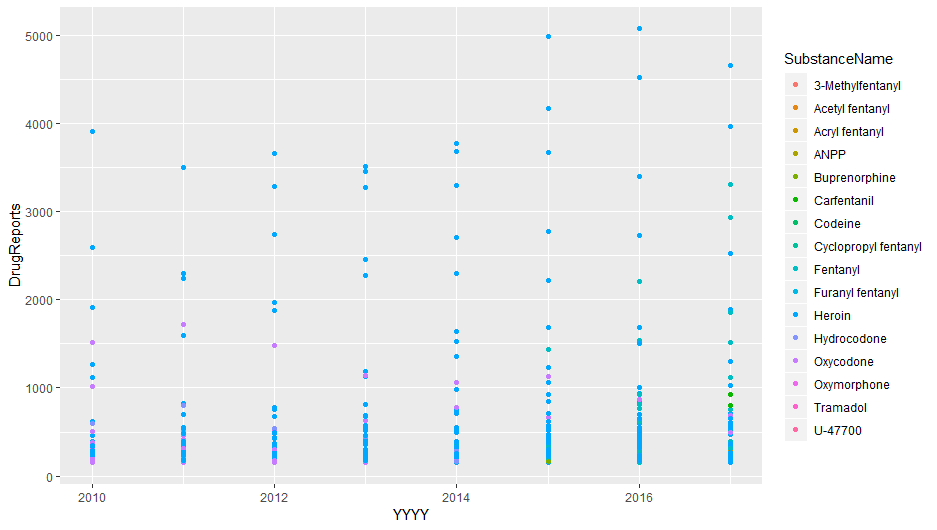 DrugReports
5000
4000
3000
2000
1000
0
2010
2012
2014
2016
YYYY
SubstanceName
3-Methylfentanyl
Acetyl fentanyl
Acryl fentanyl
ANPP
Buprenorphine
Carfentanil
Codeine
Cyclopropyl fentanyl
Fentanyl
Furanyl fentanyl
Heroin
Hydrocodone
Oxycodone
Oxymorphone
Tramadol
U-47700